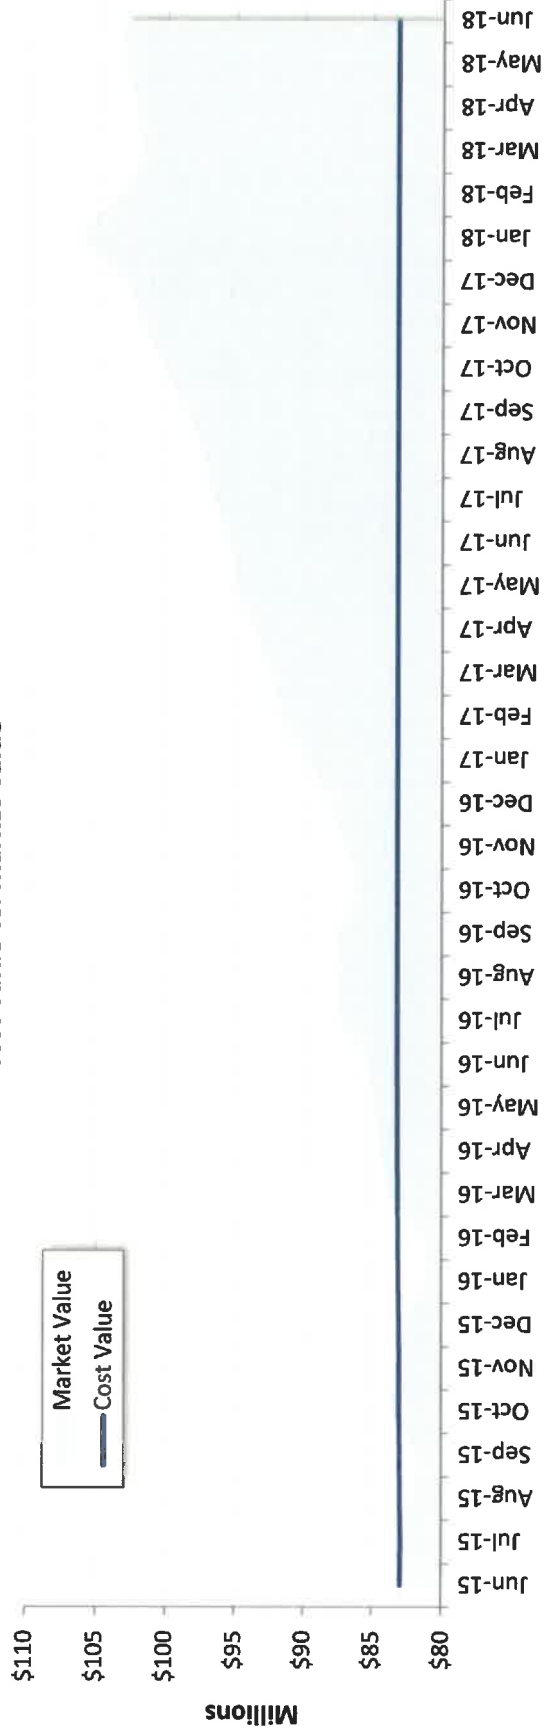 Market Value
Cost Value
Millions
$110
$105
$100
$95
$90
$85
$80
Jun-15
Jul-15
Aug-15
Sep-15
Oct-15
Nov-15
Dec-15
Jan-16
Feb-16
Mar-16
Apr-16
May-16
Jun-16
Jul-16
Aug-16
Sep-16
Oct-16
Nov-16
Dec-16
Jan-17
Feb-17
Mar-17
Apr-17
May-17
Jun-17
Jul-17
Aug-17
Sep-17
Oct-17
Nov-17
Dec-17
Jan-18
Feb-18
Mar-18
Apr-18
May-18
Jun-18